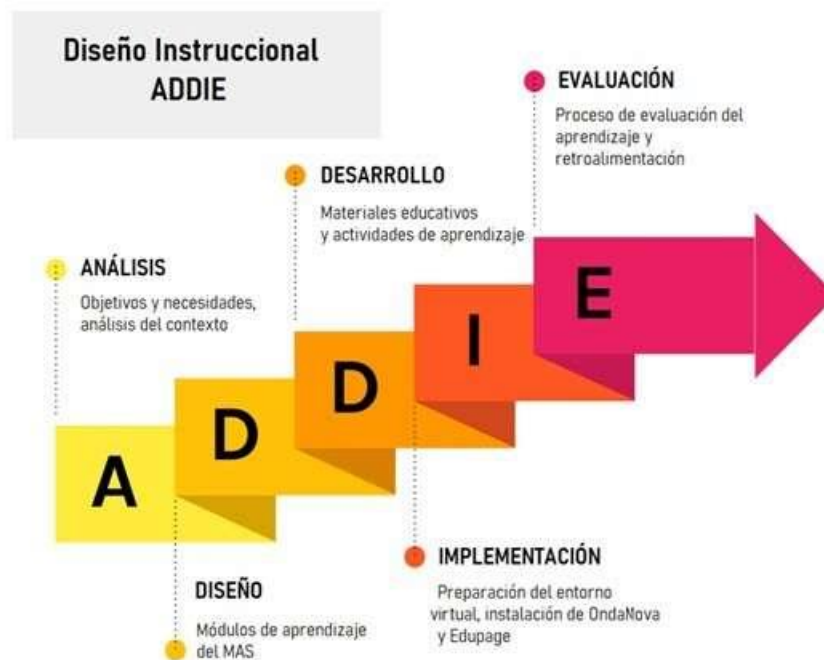 Diseño Instruccional
ADDIE
EVALUACIÓN
Proceso de evaluación del
aprendizaje y
retroalimentación
DESARROLLO
Materiales educativos
y actividades de aprendizaje
ANÁLISIS
Objetivos y necesidades,
análisis del contexto
A
D
D
I
E
DISEÑO
Módulos de aprendizaje
del MAS
IMPLEMENTACIÓN
Preparación del entorno
virtual, instalación de OndaNova
y Edupage